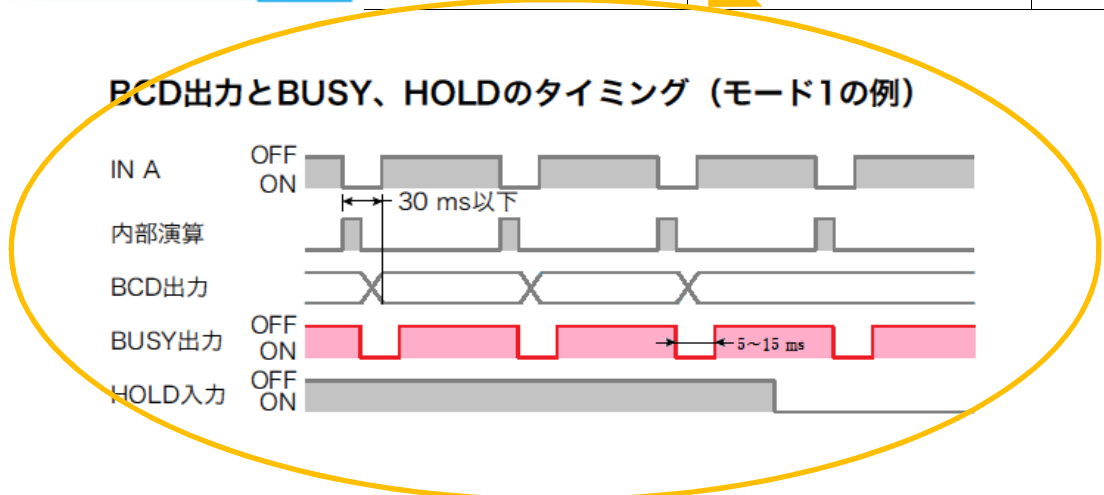 BCD出力とBUSY、HOLDのタイミング（モード1の例）
IN A
OFF
ON
30 ms以下
内部演算
BCD出力
BUSY出力
OFF
ON
5〜15 ms
HOLD入力
OFF
ON